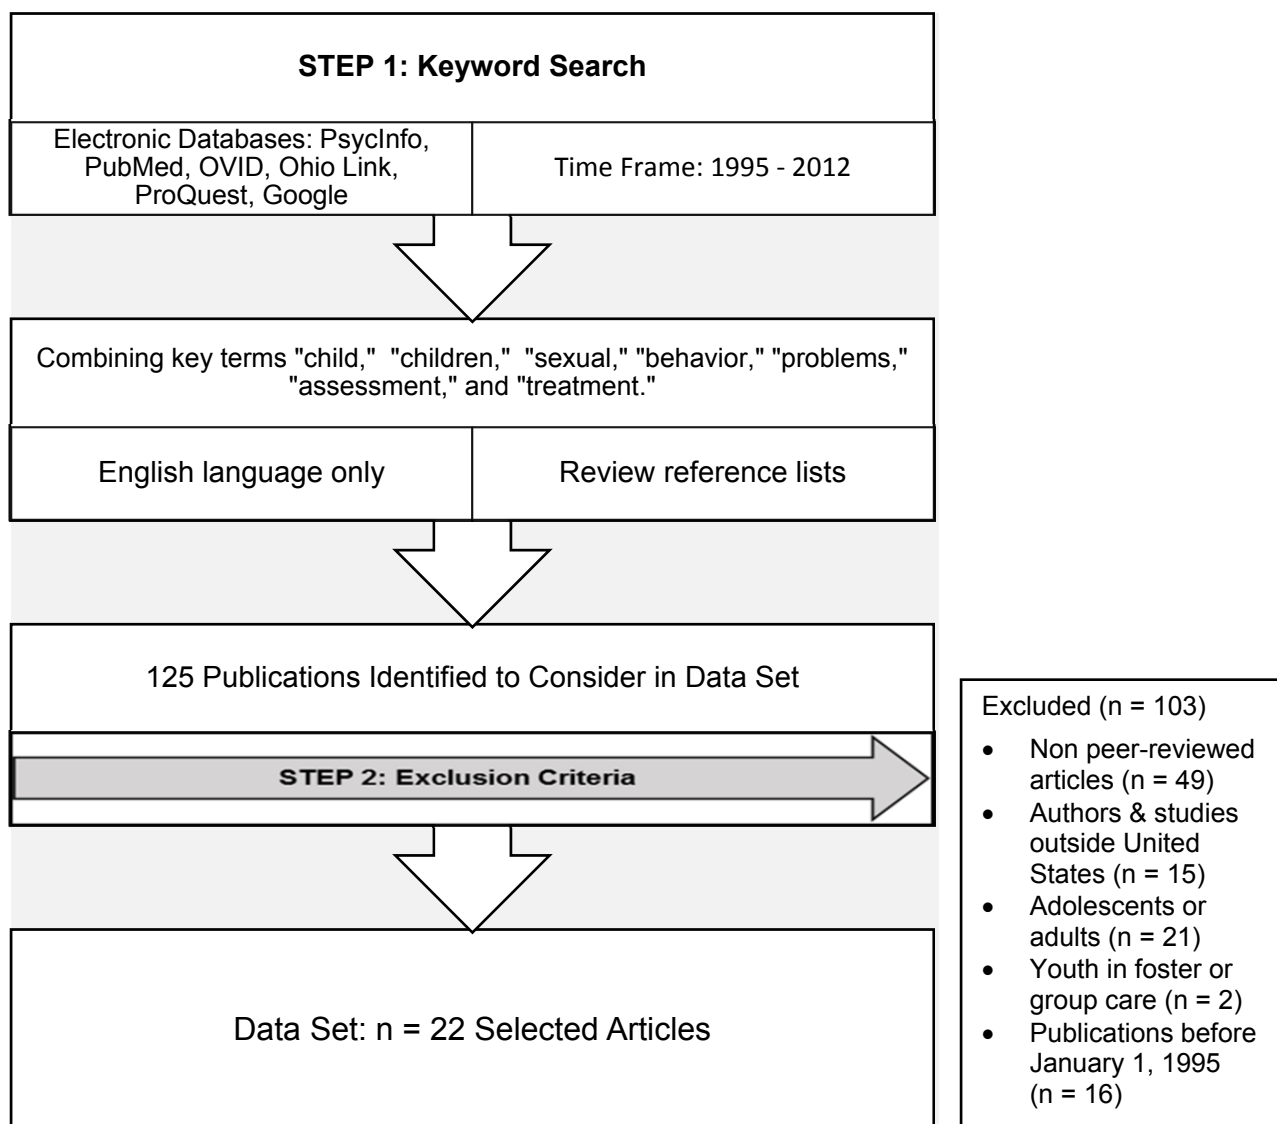 STEP 1: Keyword Search
Electronic Databases: PsycInfo,
PubMed, OVID, Ohio Link,
ProQuest, Google
Time Frame: 1995 - 2012
Combining key terms "child," "children," "sexual," "behavior," "problems,"
"assessment," and "treatment."
English language only
Review reference lists
125 Publications Identified to Consider in Data Set
STEP 2: Exclusion Criteria
Excluded (n = 103)
• Non peer-reviewed
articles (n = 49)
• Authors & studies
outside United
States (n = 15)
• Adolescents or
adults (n = 21)
• Youth in foster or
group care (n = 2)
• Publications before
January 1, 1995
(n = 16)
Data Set: n = 22 Selected Articles